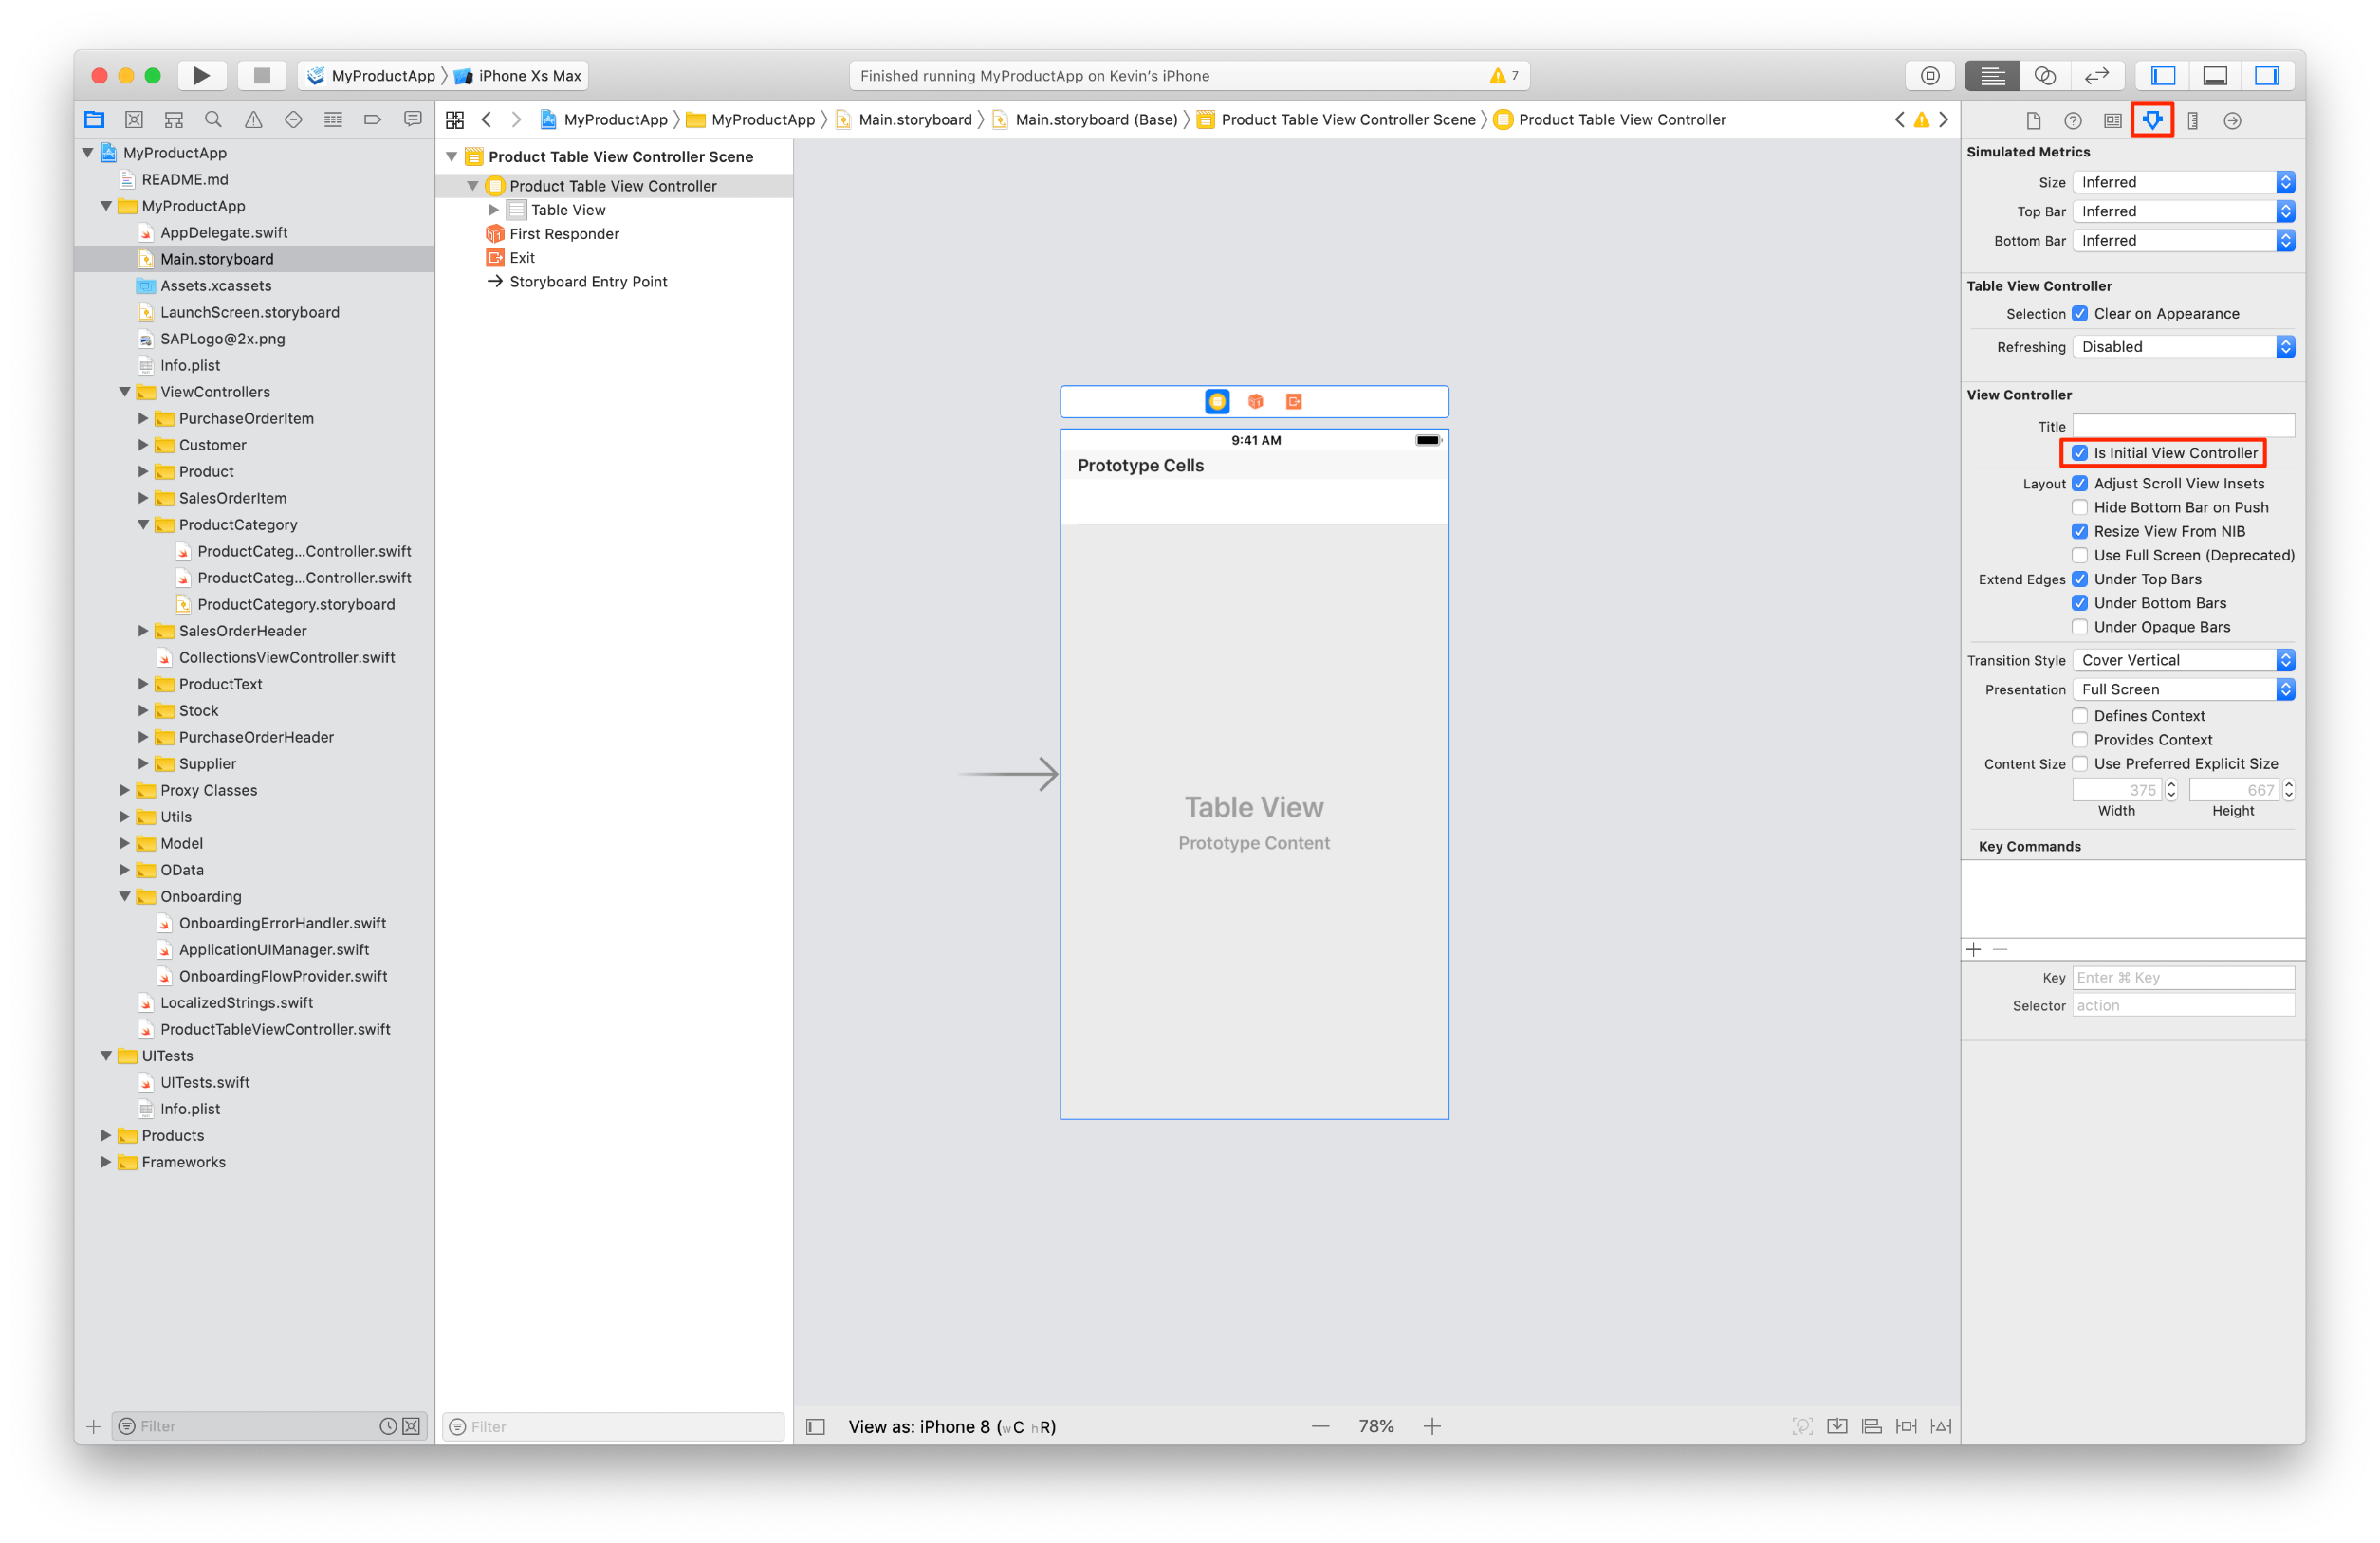 MyProductApp
iPhone Xs Max
Finished running MyProductApp on Kevin's iPhone
7
MyProductApp
MyProductApp
Main.storyboard
Main.storyboard (Base)
Product Table View Controller Scene
Product Table View Controller
MyProductApp
README.md
MyProductApp
AppDelegate.swift
Main.storyboard
Assets.xcassets
LaunchScreen.storyboard
SAPLogo@2x.png
Info.plist
ViewControllers
PurchaseOrderItem
Customer
Product
SalesOrderItem
ProductCategory
ProductCateg...Controller.swift
ProductCateg...Controller.swift
ProductCategory.storyboard
SalesOrderHeader
CollectionsViewController.swift
ProductText
Stock
PurchaseOrderHeader
Supplier
Proxy Classes
Utils
Model
OData
Onboarding
OnboardingErrorHandler.swift
ApplicationUIManager.swift
OnboardingFlowProvider.swift
LocalizedStrings.swift
ProductTableViewController.swift
UITests
UITests.swift
Info.plist
Products
Frameworks
Filter
Product Table View Controller Scene
Product Table View Controller
Table View
First Responder
Exit
Storyboard Entry Point
Filter
9:41 AM
Prototype Cells
Table View
Prototype Content
View as: iPhone 8 (wC hR)
78%
Simulated Metrics
Size Inferred
Top Bar Inferred
Bottom Bar Inferred
Table View Controller
Selection Clear on Appearance
Refreshing Disabled
View Controller
Title
Is Initial View Controller
Layout Adjust Scroll View Insets
Hide Bottom Bar on Push
Resize View From NIB
Use Full Screen (Deprecated)
Extend Edges Under Top Bars
Under Bottom Bars
Under Opaque Bars
Transition Style Cover Vertical
Presentation Full Screen
Defines Context
Provides Context
Content Size Use Preferred Explicit Size
375 667
Width Height
Key Commands
Key Enter ⌘ Key
Selector action